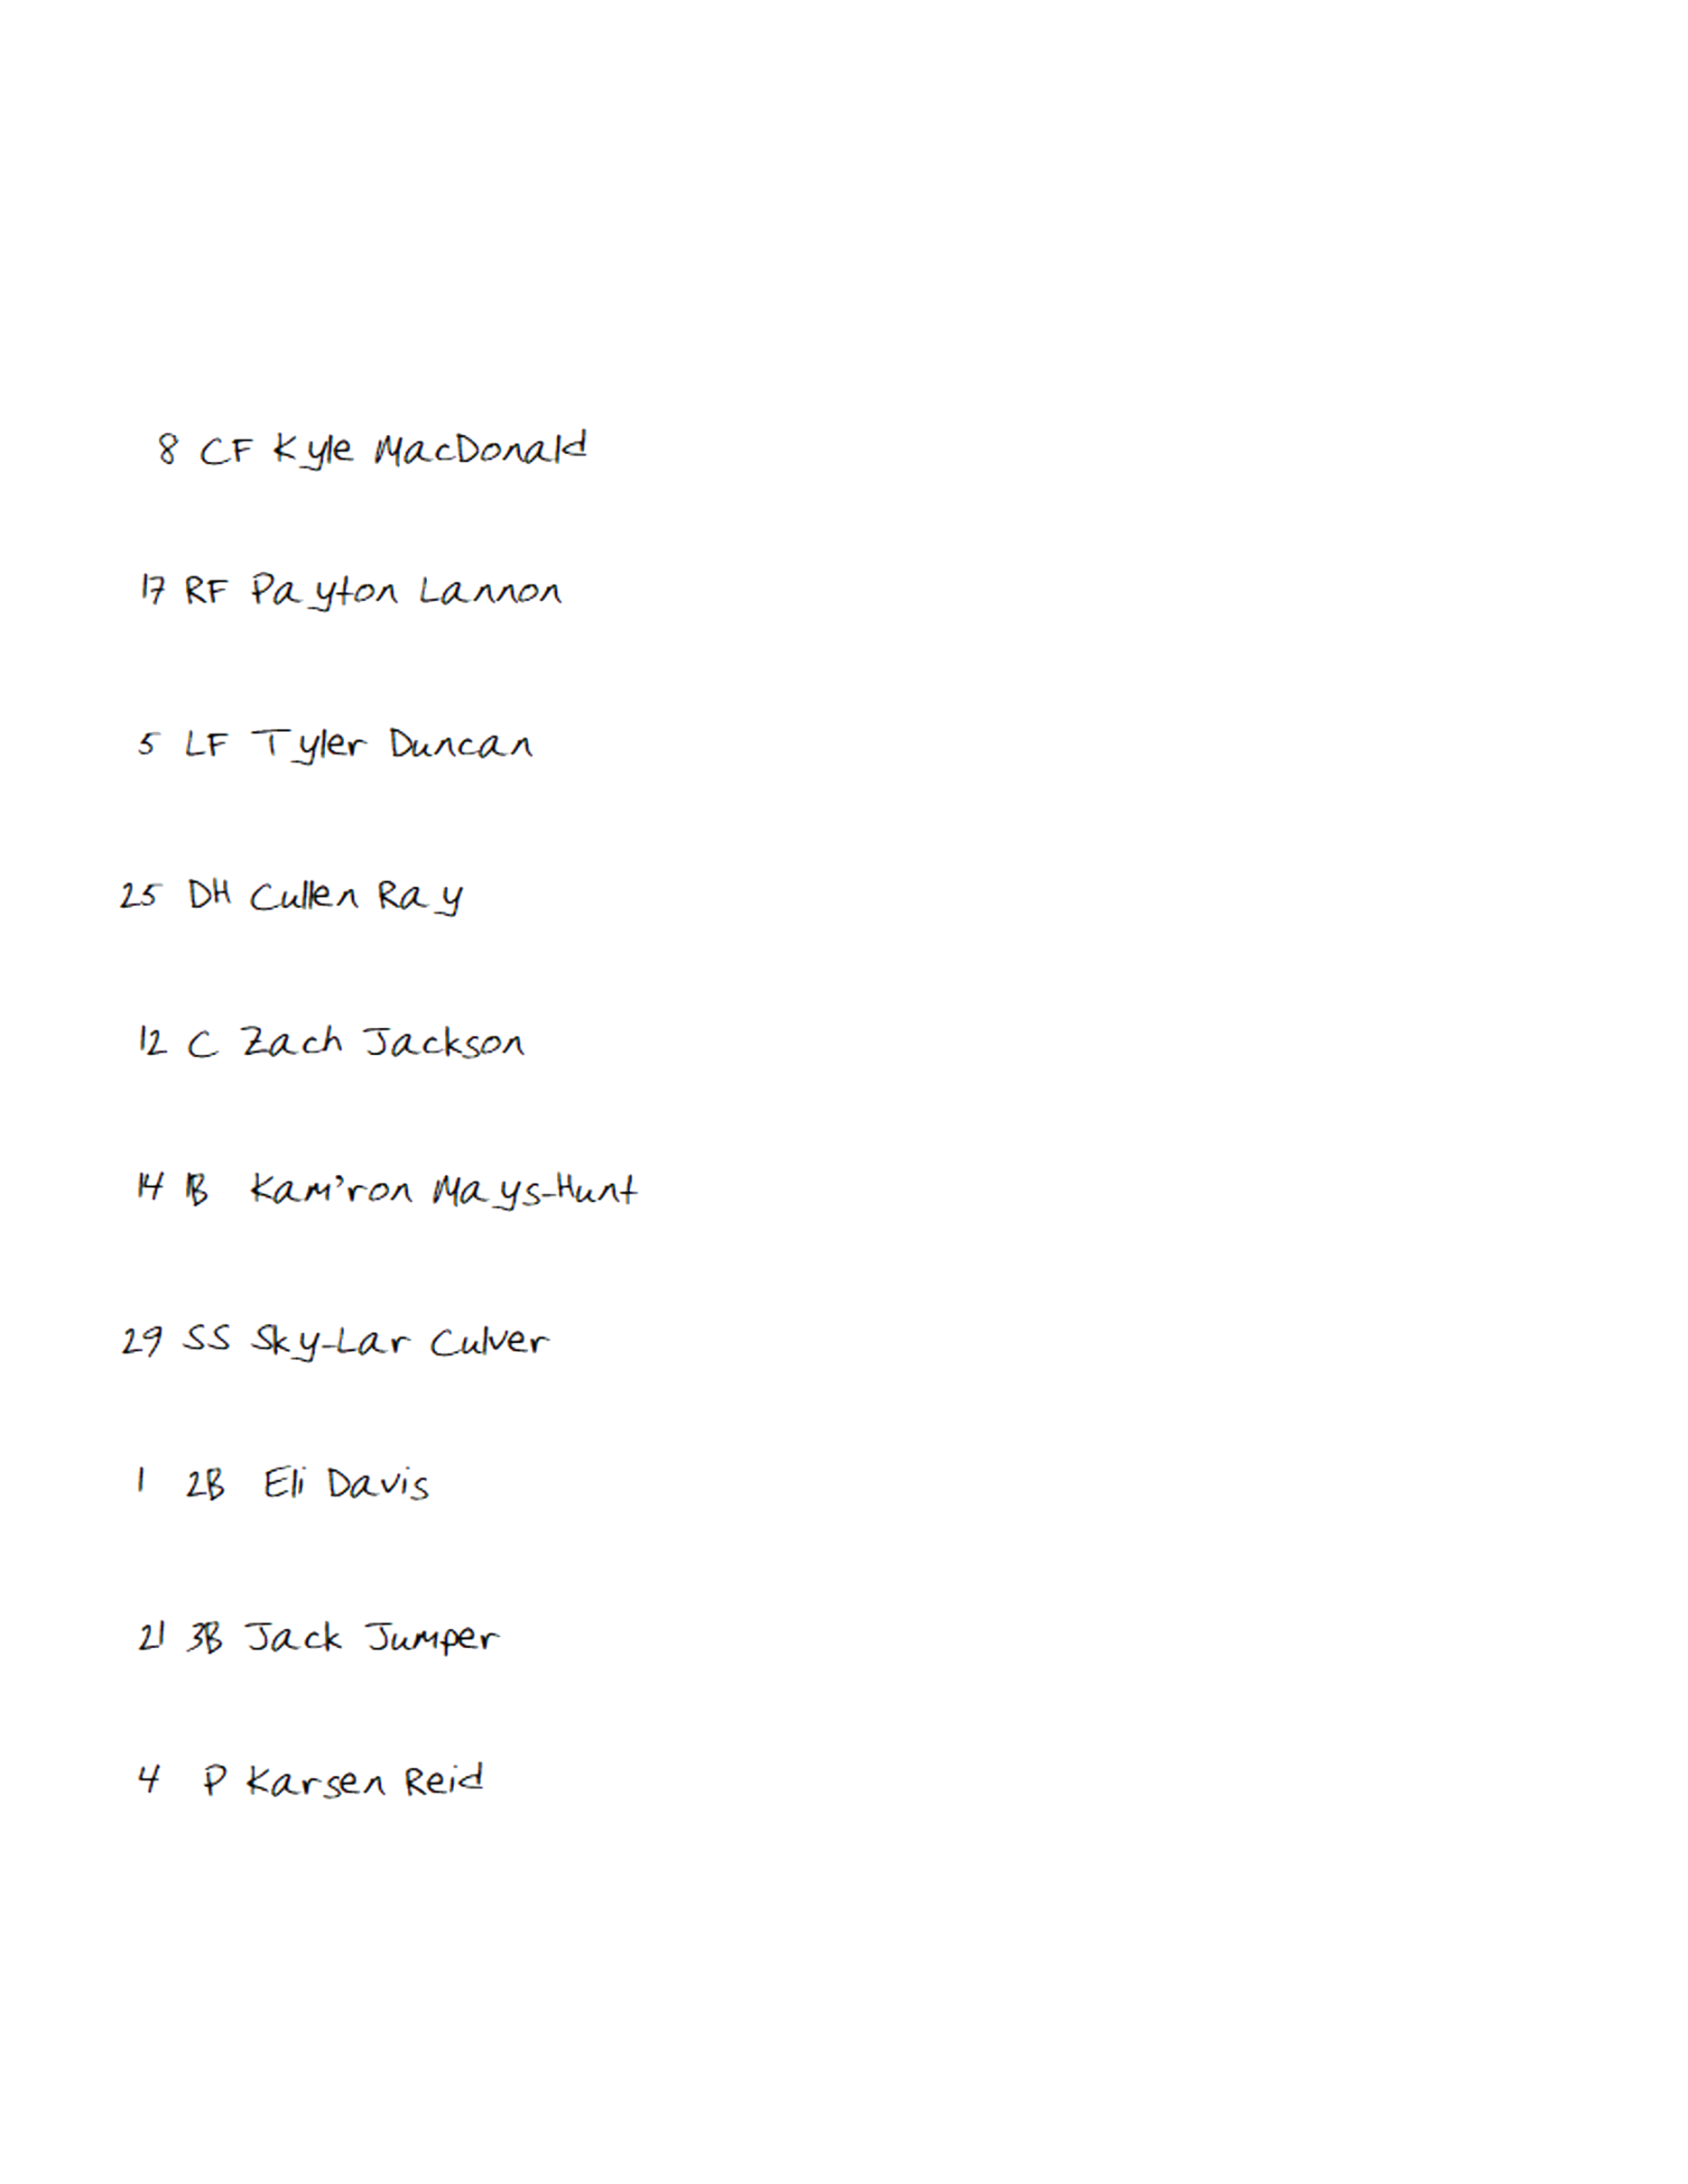 8 CF Kyle MacDonald
17 RF Payton Lannon
5 LF Tyler Duncan
25 DH Cullen Ray
12 C Zach Jackson
14 1B Kam'ron Mays-Hunt
29 SS Sky-Lar Culver
1 2B Eli Davis
21 3B Jack Jumper
4 P Karsen Reid